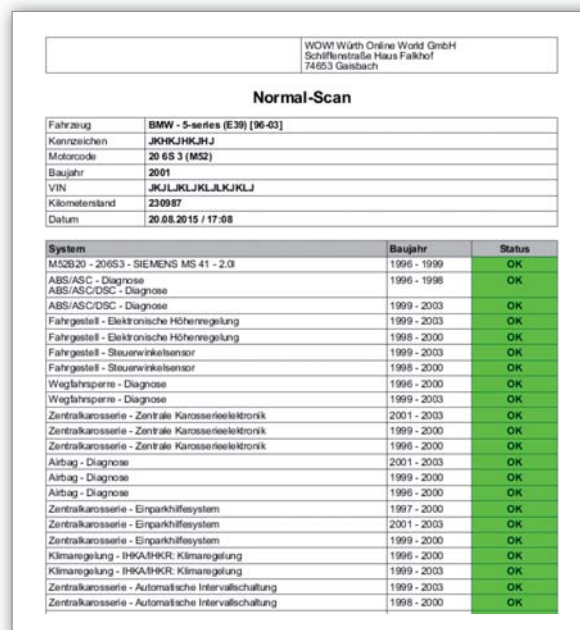 WOW! Würth Online World GmbH
Schliffenstraße Haus Falkhof
74653 Gaisbach
Normal-Scan
Fahrzeug BMW - 5-series (E39) [96-03]
Kennzeichen JKHKJHKJHJ
Motorcode 20 6S 3 (M52)
Baujahr 2001
VIN JKJLJKLJKLJLKJKLJ
Kilometerstand 230987
Datum 20.08.2015 / 17:08
System Baujahr Status
M52B20 - 206S3 - SIEMENS MS 41 - 2,0l 1996 - 1999 OK
ABS/ASC - Diagnose 1996 - 1998 OK
ABS/ASC/DSC - Diagnose
ABS/ASC/DSC - Diagnose 1999 - 2003 OK
Fahrgestell - Elektronische Höhenregelung 1999 - 2003 OK
Fahrgestell - Elektronische Höhenregelung 1998 - 2000 OK
Fahrgestell - Steuerwinkelsensor 1999 - 2003 OK
Fahrgestell - Steuerwinkelsensor 1998 - 2000 OK
Wegfahrsperre - Diagnose 1996 - 2000 OK
Wegfahrsperre - Diagnose 1999 - 2003 OK
Zentralkarosserie - Zentrale Karosserieelektronik 2001 - 2003 OK
Zentralkarosserie - Zentrale Karosserieelektronik 1999 - 2000 OK
Zentralkarosserie - Zentrale Karosserieelektronik 1996 - 2000 OK
Airbag - Diagnose 2001 - 2003 OK
Airbag - Diagnose 1999 - 2000 OK
Airbag - Diagnose 1996 - 2000 OK
Zentralkarosserie - Einparkhilfesystem 1997 - 2000 OK
Zentralkarosserie - Einparkhilfesystem 2001 - 2003 OK
Zentralkarosserie - Einparkhilfesystem 1999 - 2000 OK
Klimaregelung - IHKA/IHKR: Klimaregelung 1996 - 2000 OK
Klimaregelung - IHKA/IHKR: Klimaregelung 1999 - 2003 OK
Zentralkarosserie - Automatische Intervallschaltung 1999 - 2003 OK
Zentralkarosserie - Automatische Intervallschaltung 1998 - 2000 OK